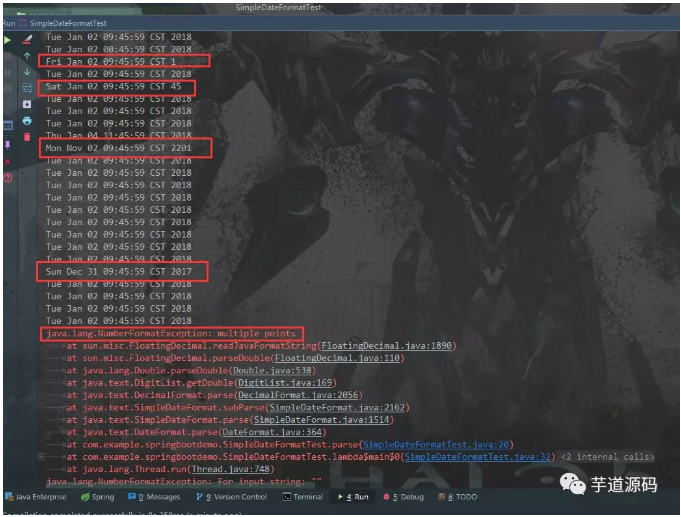 SimpleDateFormatTest
Run SimpleDateFormatTest
Tue Jan 02 09:45:59 CST 2018
Tue Jan 02 09:45:59 CST 2018
Fri Jan 02 09:45:59 CST 1
Tue Jan 02 09:45:59 CST 2018
Sat Jan 02 09:45:59 CST 45
Tue Jan 02 09:45:59 CST 2018
Tue Jan 02 09:45:59 CST 2018
Tue Jan 02 09:45:59 CST 2018
Thu Jan 04 11:45:59 CST 2018
Mon Nov 02 09:45:59 CST 2201
Tue Jan 02 09:45:59 CST 2018
Tue Jan 02 09:45:59 CST 2018
Tue Jan 02 09:45:59 CST 2018
Tue Jan 02 09:45:59 CST 2018
Tue Jan 02 09:45:59 CST 2018
Tue Jan 02 09:45:59 CST 2018
Tue Jan 02 09:45:59 CST 2018
Tue Jan 02 09:45:59 CST 2018
Tue Jan 02 09:45:59 CST 2018
Sun Dec 31 09:45:59 CST 2017
Tue Jan 02 09:45:59 CST 2018
Tue Jan 02 09:45:59 CST 2018
Tue Jan 02 09:45:59 CST 2018
Tue Jan 02 09:45:59 CST 2018
java.lang.NumberFormatException: multiple points
at sun.misc.FloatingDecimal.readJavaFormatString(FloatingDecimal.java:1890)
at sun.misc.FloatingDecimal.parseDouble(FloatingDecimal.java:110)
at java.lang.Double.parseDouble(Double.java:538)
at java.text.DigitList.getDouble(DigitList.java:169)
at java.text.DecimalFormat.parse(DecimalFormat.java:2056)
at java.text.SimpleDateFormat.subParse(SimpleDateFormat.java:2162)
at java.text.SimpleDateFormat.parse(SimpleDateFormat.java:1514)
at java.text.DateFormat.parse(DateFormat.java:364)
at com.example.springbootdemo.SimpleDateFormatTest.parse(SimpleDateFormatTest.java:20)
at com.example.springbootdemo.SimpleDateFormatTest.lambda$main$0(SimpleDateFormatTest.java:32) <2 internal calls>
at java.lang.Thread.run(Thread.java:748)
java.lang.NumberFormatException: For input string: ""
芋道源码
Java Enterprise Spring 0: Messages 9: Version Control Terminal 4: Run 5: Debug 6: TODO